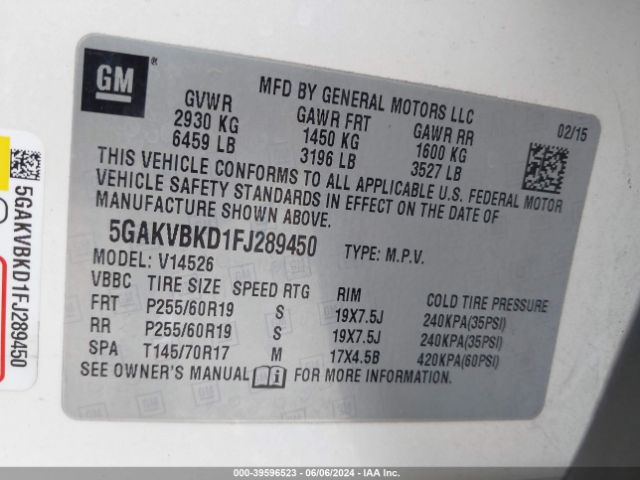 GM®
MFD BY GENERAL MOTORS LLC
GVWR GAWR FRT GAWR RR 02/15
2930 KG 1450 KG 1600 KG
6459 LB 3196 LB 3527 LB
THIS VEHICLE CONFORMS TO ALL APPLICABLE U.S. FEDERAL MOTOR
VEHICLE SAFETY STANDARDS IN EFFECT ON THE DATE OF
MANUFACTURE SHOWN ABOVE.
5GAKVBKD1FJ289450 TYPE: M.P.V.
MODEL: V14526
VBBC TIRE SIZE SPEED RTG RIM COLD TIRE PRESSURE
FRT P255/60R19 S 19X7.5J 240KPA(35PSI)
RR P255/60R19 S 19X7.5J 240KPA(35PSI)
SPA T145/70R17 M 17X4.5B 420KPA(60PSI)
SEE OWNER'S MANUAL FOR MORE INFORMATION.
5GAKVBKD1FJ289450
000-39596523 - 06/06/2024 - IAA Inc.